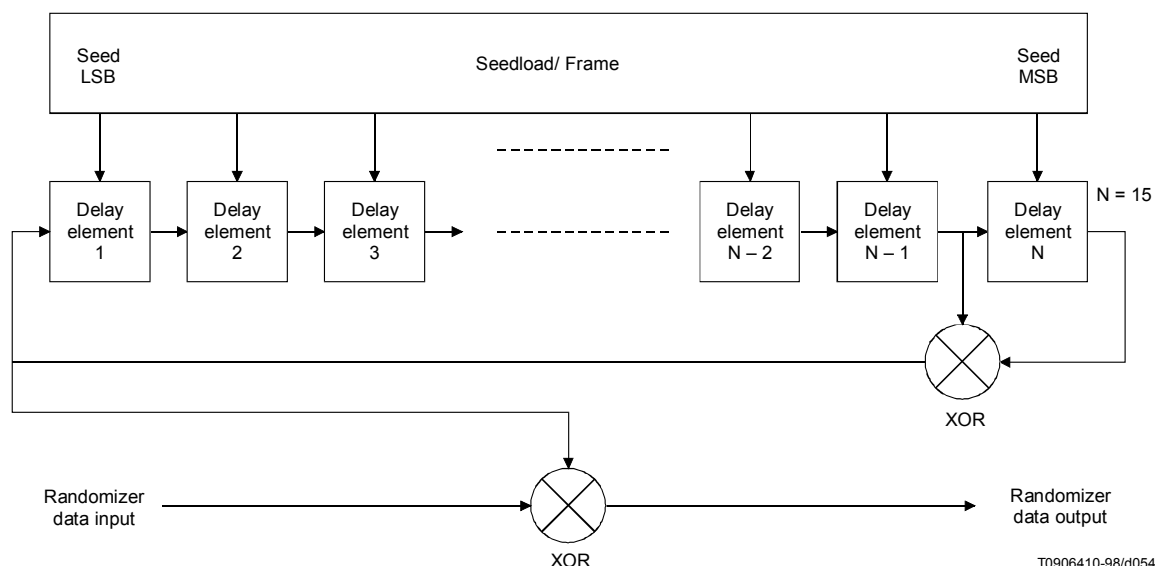 Seed
LSB
Seedload/ Frame
Seed
MSB
Delay
element
1
Delay
element
2
Delay
element
3
Delay
element
N – 2
Delay
element
N – 1
Delay
element
N
N = 15
XOR
Randomizer
data input
XOR
Randomizer
data output
T0906410-98/d054